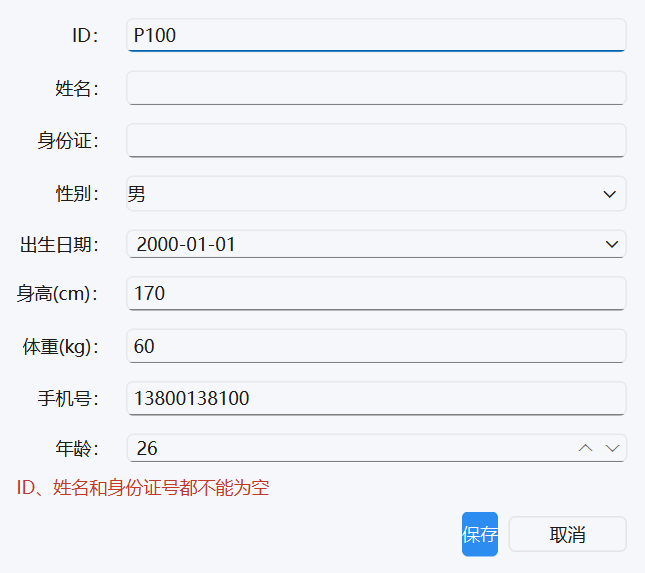 ID： P100
姓名：
身份证：
性别： 男
出生日期： 2000-01-01
身高(cm)： 170
体重(kg)： 60
手机号： 13800138100
年龄： 26
ID、姓名和身份证号都不能为空
保存 取消